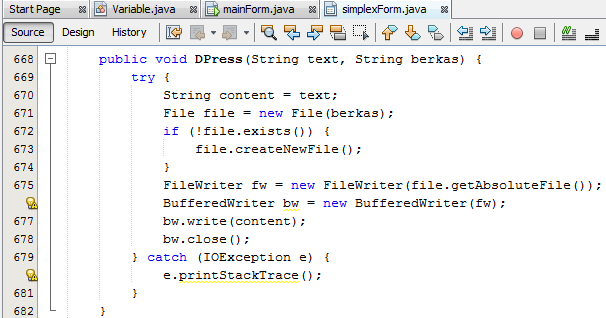 Start Page Variable.java mainForm.java simplexForm.java
Source Design History
668 public void DPress(String text, String berkas) {
669 try {
670 String content = text;
671 File file = new File(berkas);
672 if (!file.exists()) {
673 file.createNewFile();
674 }
675 FileWriter fw = new FileWriter(file.getAbsoluteFile());
BufferedWriter bw = new BufferedWriter(fw);
677 bw.write(content);
678 bw.close();
679 } catch (IOException e) {
e.printStackTrace();
681 }
682 }